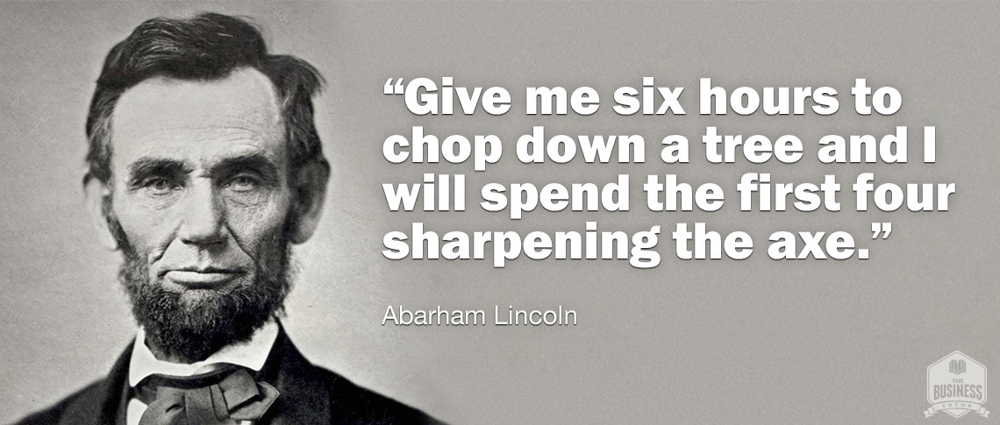 “Give me six hours to
chop down a tree and I
will spend the first four
sharpening the axe.”
Abarham Lincoln
THE
BUSINESS
TUTOR